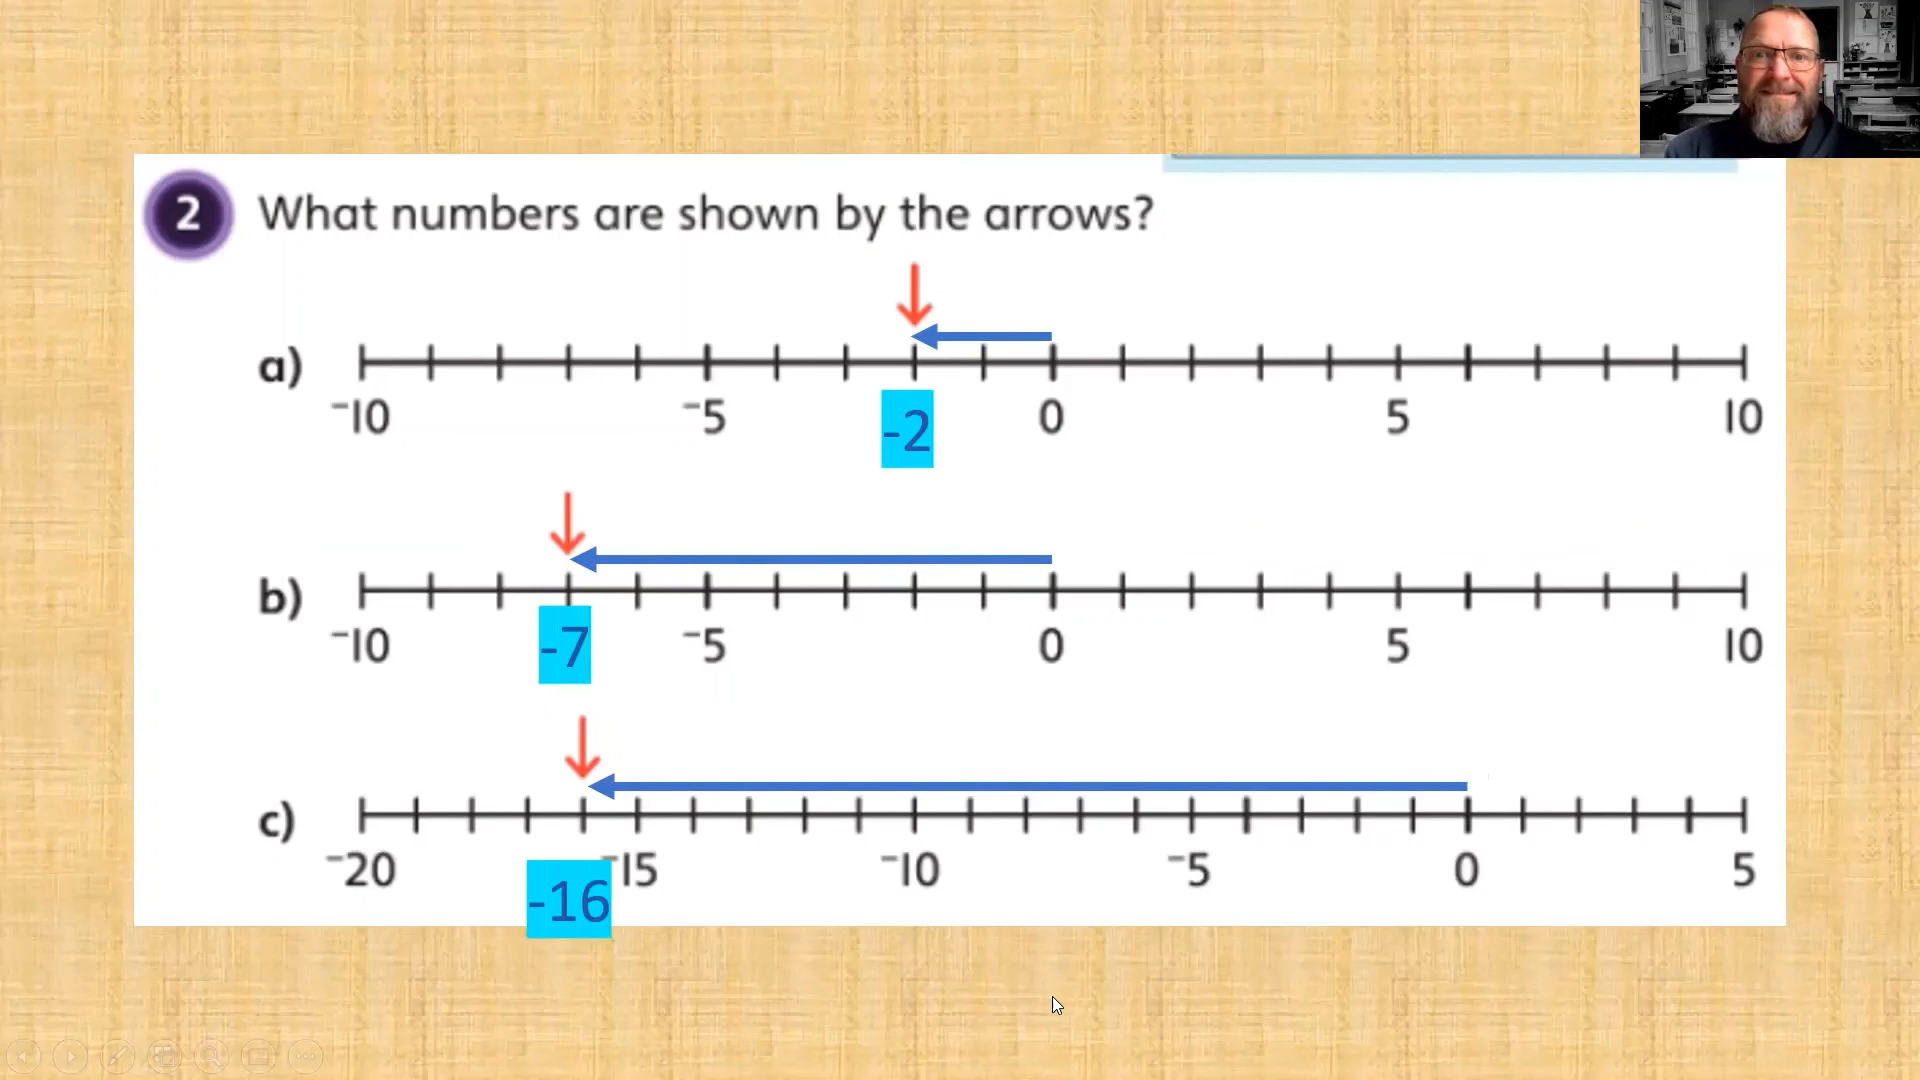 2 What numbers are shown by the arrows?
a)
⁻10 ⁻5 -2 0 5 10
b)
⁻10 -7 ⁻5 0 5 10
c)
⁻20 -16 ⁻15 ⁻10 ⁻5 0 5